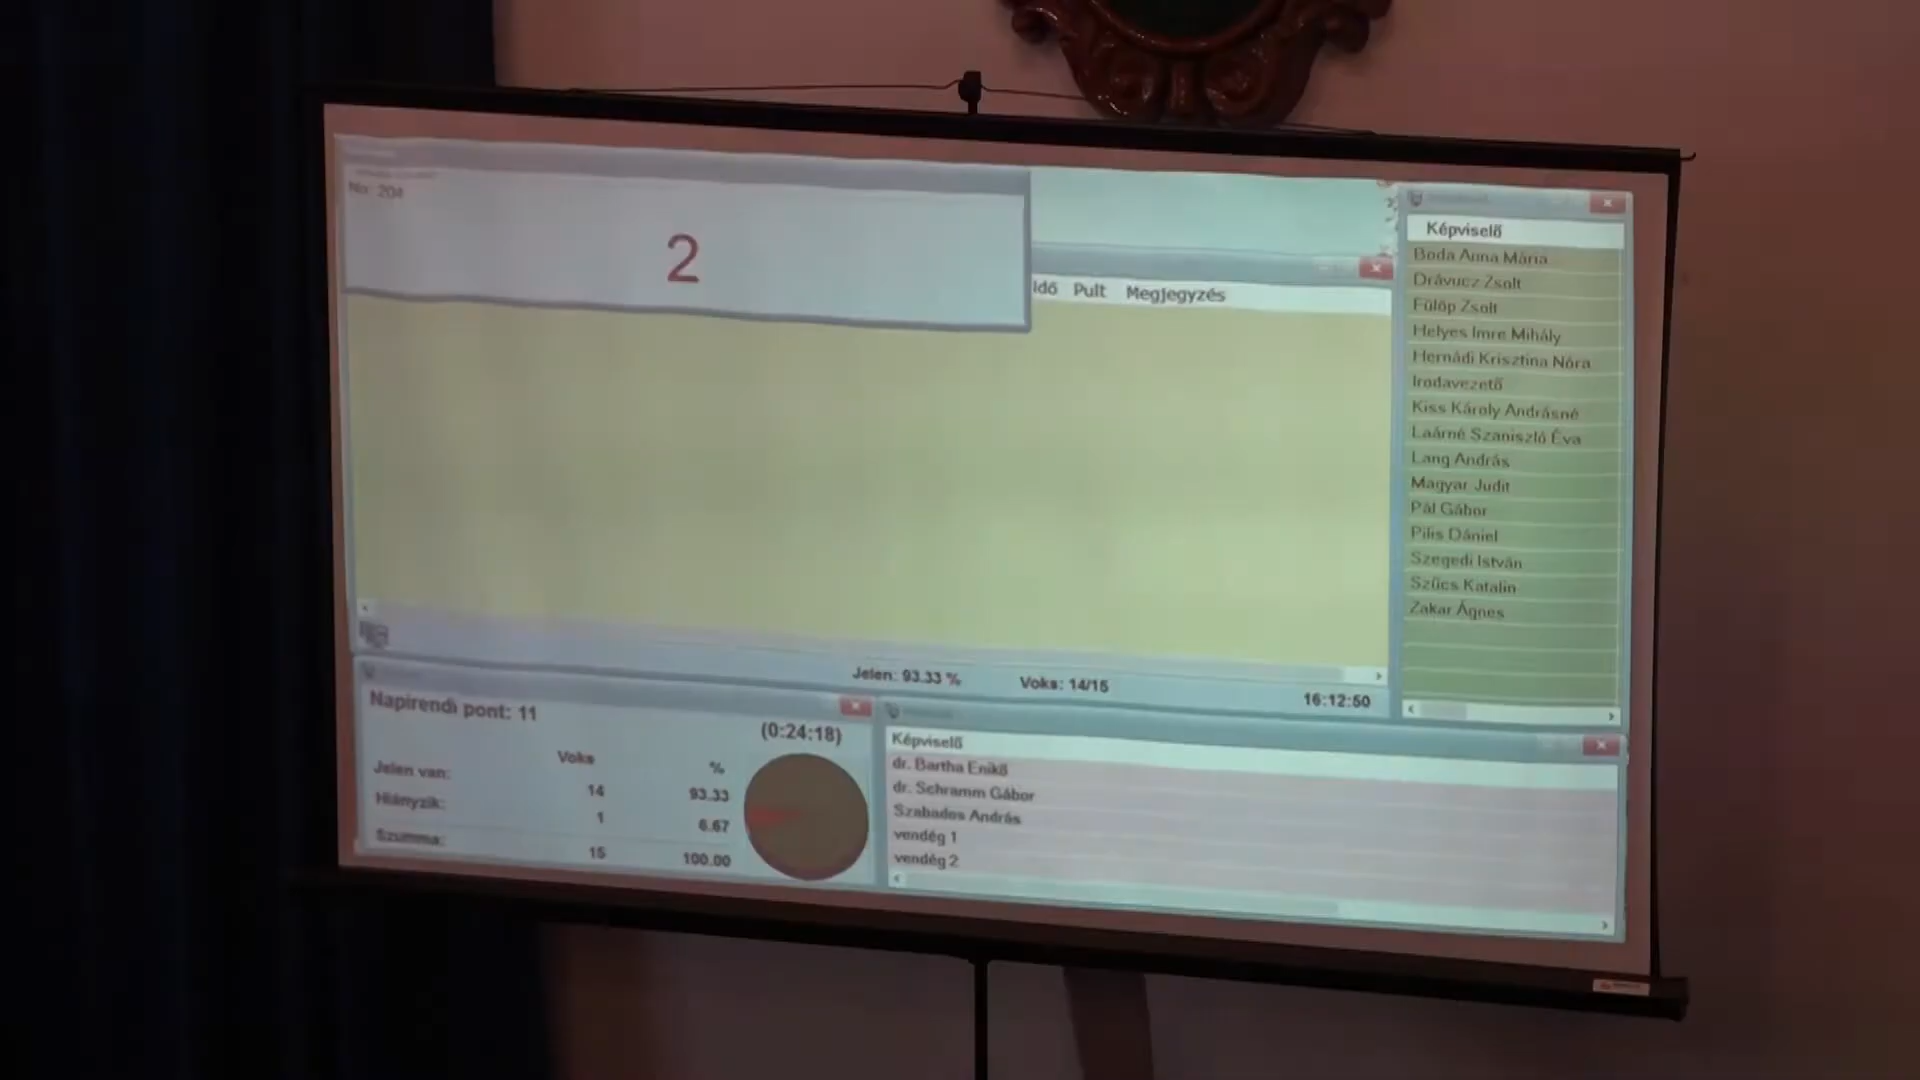 No: 204
2
Idő Pult Megjegyzés
Jelen: 93.33 % Voks: 14/15 16:12:50
Képviselő
Boda Anna Mária
Drávucz Zsolt
Fülöp Zsolt
Helyes Imre Mihály
Hernádi Krisztina Nóra
Irodavezető
Kiss Károly Andrásné
Laárné Szaniszló Éva
Lang András
Magyar Judit
Pál Gábor
Pilis Dániel
Szegedi István
Szűcs Katalin
Zakar Ágnes
Napirendi pont: 11
(0:24:18)
Voks %
Jelen van: 14 93.33
Hiányzik: 1 6.67
Szumma: 15 100.00
Képviselő
dr. Bartha Enikő
dr. Schramm Gábor
Szabados András
vendég 1
vendég 2